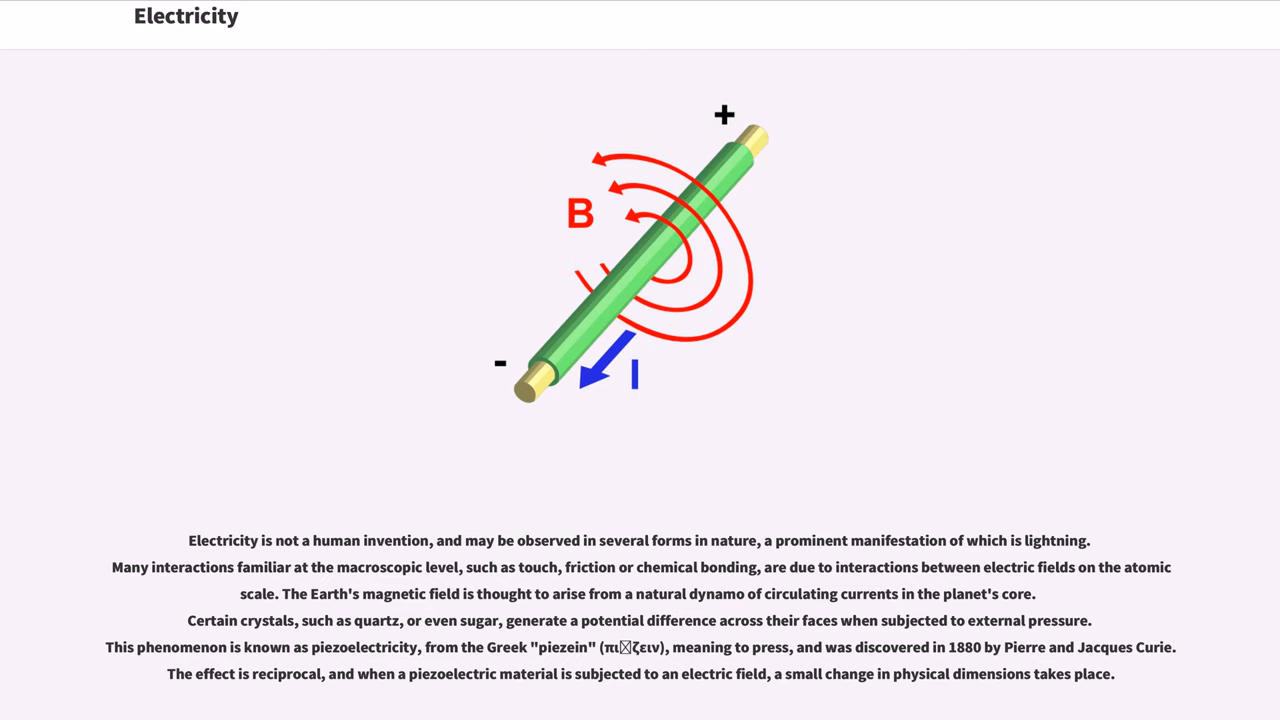 Electricity
+
B
-
I
Electricity is not a human invention, and may be observed in several forms in nature, a prominent manifestation of which is lightning.
Many interactions familiar at the macroscopic level, such as touch, friction or chemical bonding, are due to interactions between electric fields on the atomic
scale. The Earth's magnetic field is thought to arise from a natural dynamo of circulating currents in the planet's core.
Certain crystals, such as quartz, or even sugar, generate a potential difference across their faces when subjected to external pressure.
This phenomenon is known as piezoelectricity, from the Greek "piezein" (πι☒ζειν), meaning to press, and was discovered in 1880 by Pierre and Jacques Curie.
The effect is reciprocal, and when a piezoelectric material is subjected to an electric field, a small change in physical dimensions takes place.